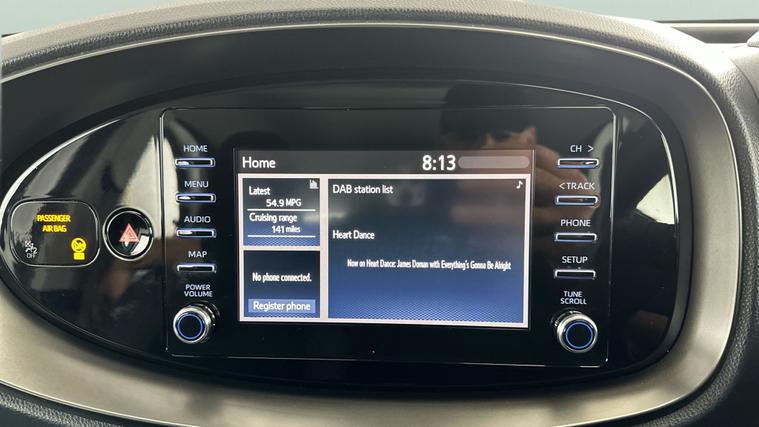 HOME
MENU
AUDIO
MAP
POWER
VOLUME
PASSENGER
AIR BAG
2
OFF
Home
8:13
Latest
54.9 MPG
Cruising range
141 miles
No phone connected.
Register phone
DAB station list
Heart Dance
Now on Heart Dance: James Doman with Everything's Gonna Be Alright
CH >
< TRACK
PHONE
SETUP
TUNE
SCROLL